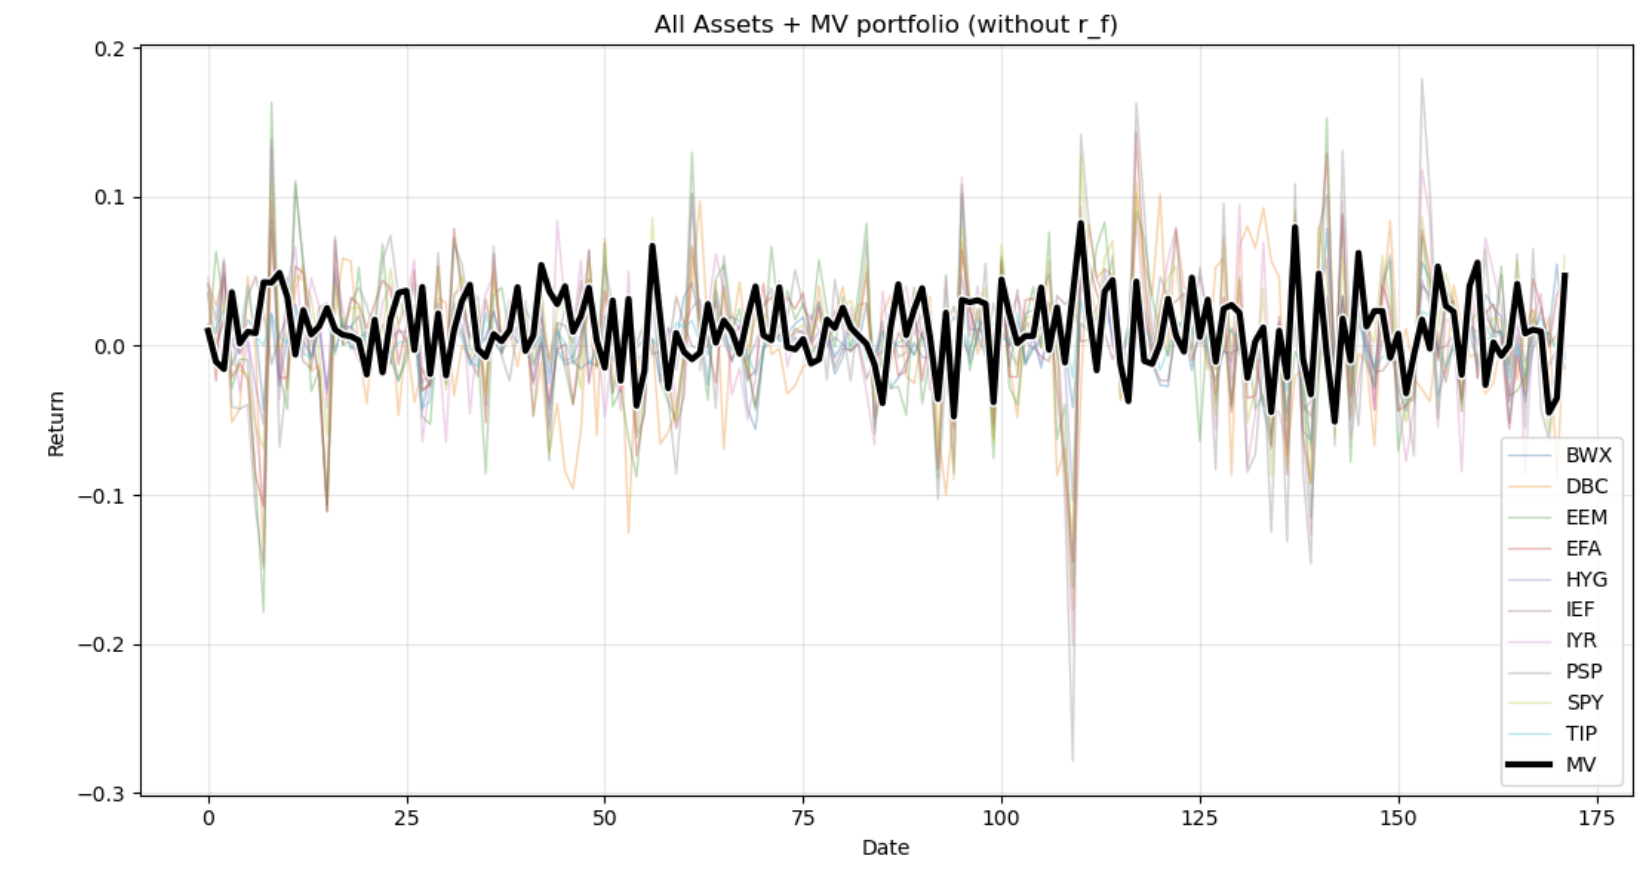 All Assets + MV portfolio (without r_f)
0.2
0.1
0.0
−0.1
−0.2
−0.3
Return
0 25 50 75 100 125 150 175
Date
BWX
DBC
EEM
EFA
HYG
IEF
IYR
PSP
SPY
TIP
MV